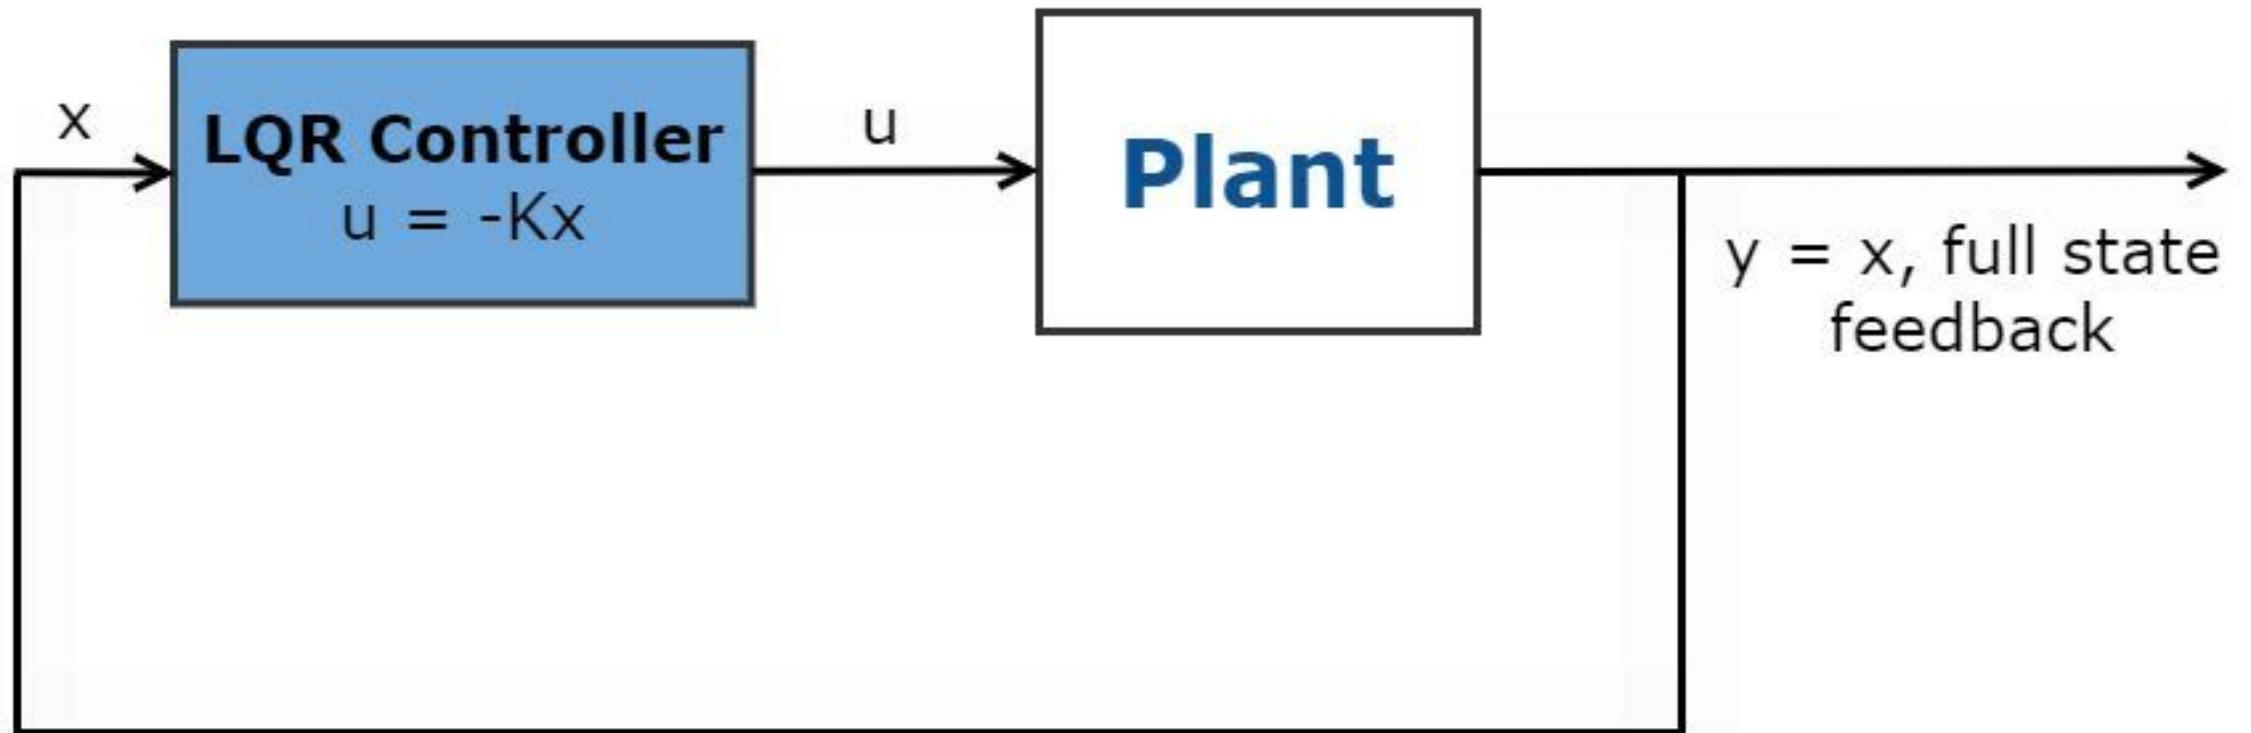 x
LQR Controller
u = -Kx
u
Plant
y = x, full state
feedback